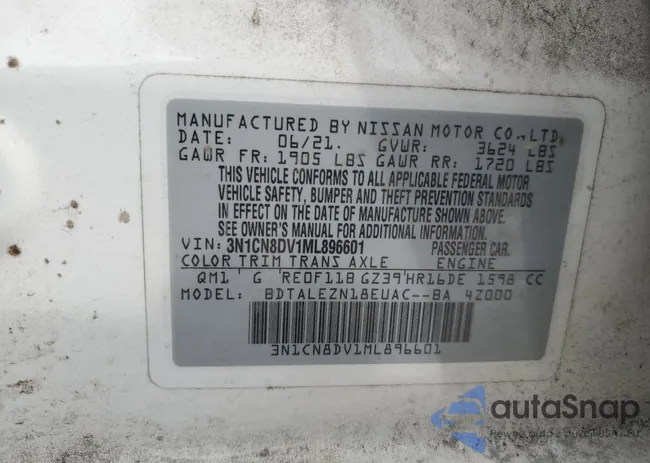 MANUFACTURED BY NISSAN MOTOR CO., LTD.
DATE: 06/21. GVWR: 3624 LBS
GAWR FR: 1905 LBS GAWR RR: 1720 LBS
THIS VEHICLE CONFORMS TO ALL APPLICABLE FEDERAL MOTOR
VEHICLE SAFETY, BUMPER AND THEFT PREVENTION STANDARDS
IN EFFECT ON THE DATE OF MANUFACTURE SHOWN ABOVE.
SEE OWNER'S MANUAL FOR ADDITIONAL INFORMATION.
VIN: 3N1CN8DV1ML896601 PASSENGER CAR.
COLOR TRIM TRANS AXLE ENGINE
QM1 ' G 'RE0F11B GZ39'HR16DE 1598 CC
MODEL: BDTALEZN18EUAC--BA 4Z000
3N1CN8DV1ML896601
autaSnap